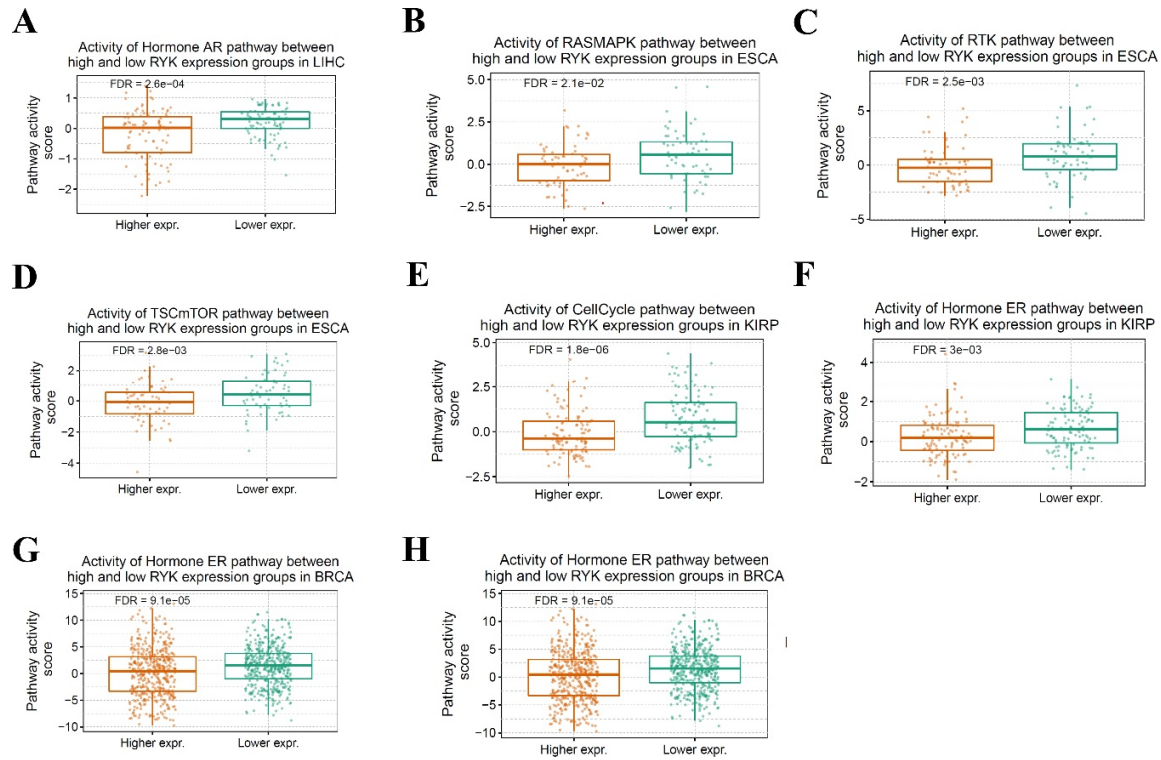 A
Activity of Hormone AR pathway between
high and low RYK expression groups in LIHC
FDR = 2.6e−04
Pathway activity
score
1
0
−1
−2
Higher expr.
Lower expr.
B
Activity of RASMAPK pathway between
high and low RYK expression groups in ESCA
FDR = 2.1e−02
Pathway activity
score
5.0
2.5
0.0
−2.5
Higher expr.
Lower expr.
C
Activity of RTK pathway between
high and low RYK expression groups in ESCA
FDR = 2.5e−03
Pathway activity
score
5
0
−5
Higher expr.
Lower expr.
D
Activity of TSCmTOR pathway between
high and low RYK expression groups in ESCA
FDR = 2.8e−03
Pathway activity
score
2
0
−2
−4
Higher expr.
Lower expr.
E
Activity of CellCycle pathway between
high and low RYK expression groups in KIRP
FDR = 1.8e−06
Pathway activity
score
5.0
2.5
0.0
−2.5
Higher expr.
Lower expr.
F
Activity of Hormone ER pathway between
high and low RYK expression groups in KIRP
FDR = 3e−03
Pathway activity
score
4
2
0
−2
Higher expr.
Lower expr.
G
Activity of Hormone ER pathway between
high and low RYK expression groups in BRCA
FDR = 9.1e−05
Pathway activity
score
15
10
5
0
−5
−10
Higher expr.
Lower expr.
H
Activity of Hormone ER pathway between
high and low RYK expression groups in BRCA
FDR = 9.1e−05
Pathway activity
score
15
10
5
0
−5
−10
Higher expr.
Lower expr.